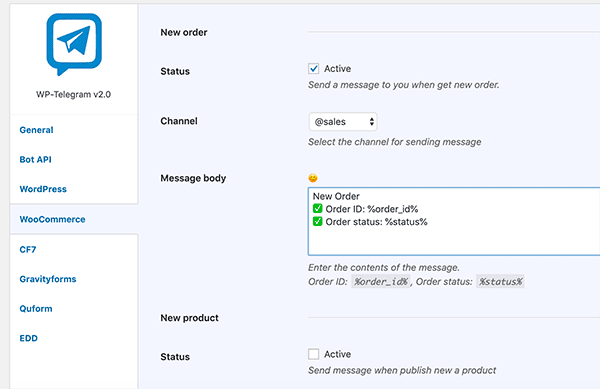 WP-Telegram v2.0
General
Bot API
WordPress
WooCommerce
CF7
Gravityforms
Quform
EDD
New order
Status
Active
Send a message to you when get new order.
Channel
@sales
Select the channel for sending message
Message body
New Order
✅ Order ID: %order_id%
✅ Order status: %status%
Enter the contents of the message.
Order ID: %order_id%, Order status: %status%
New product
Status
Active
Send message when publish new a product